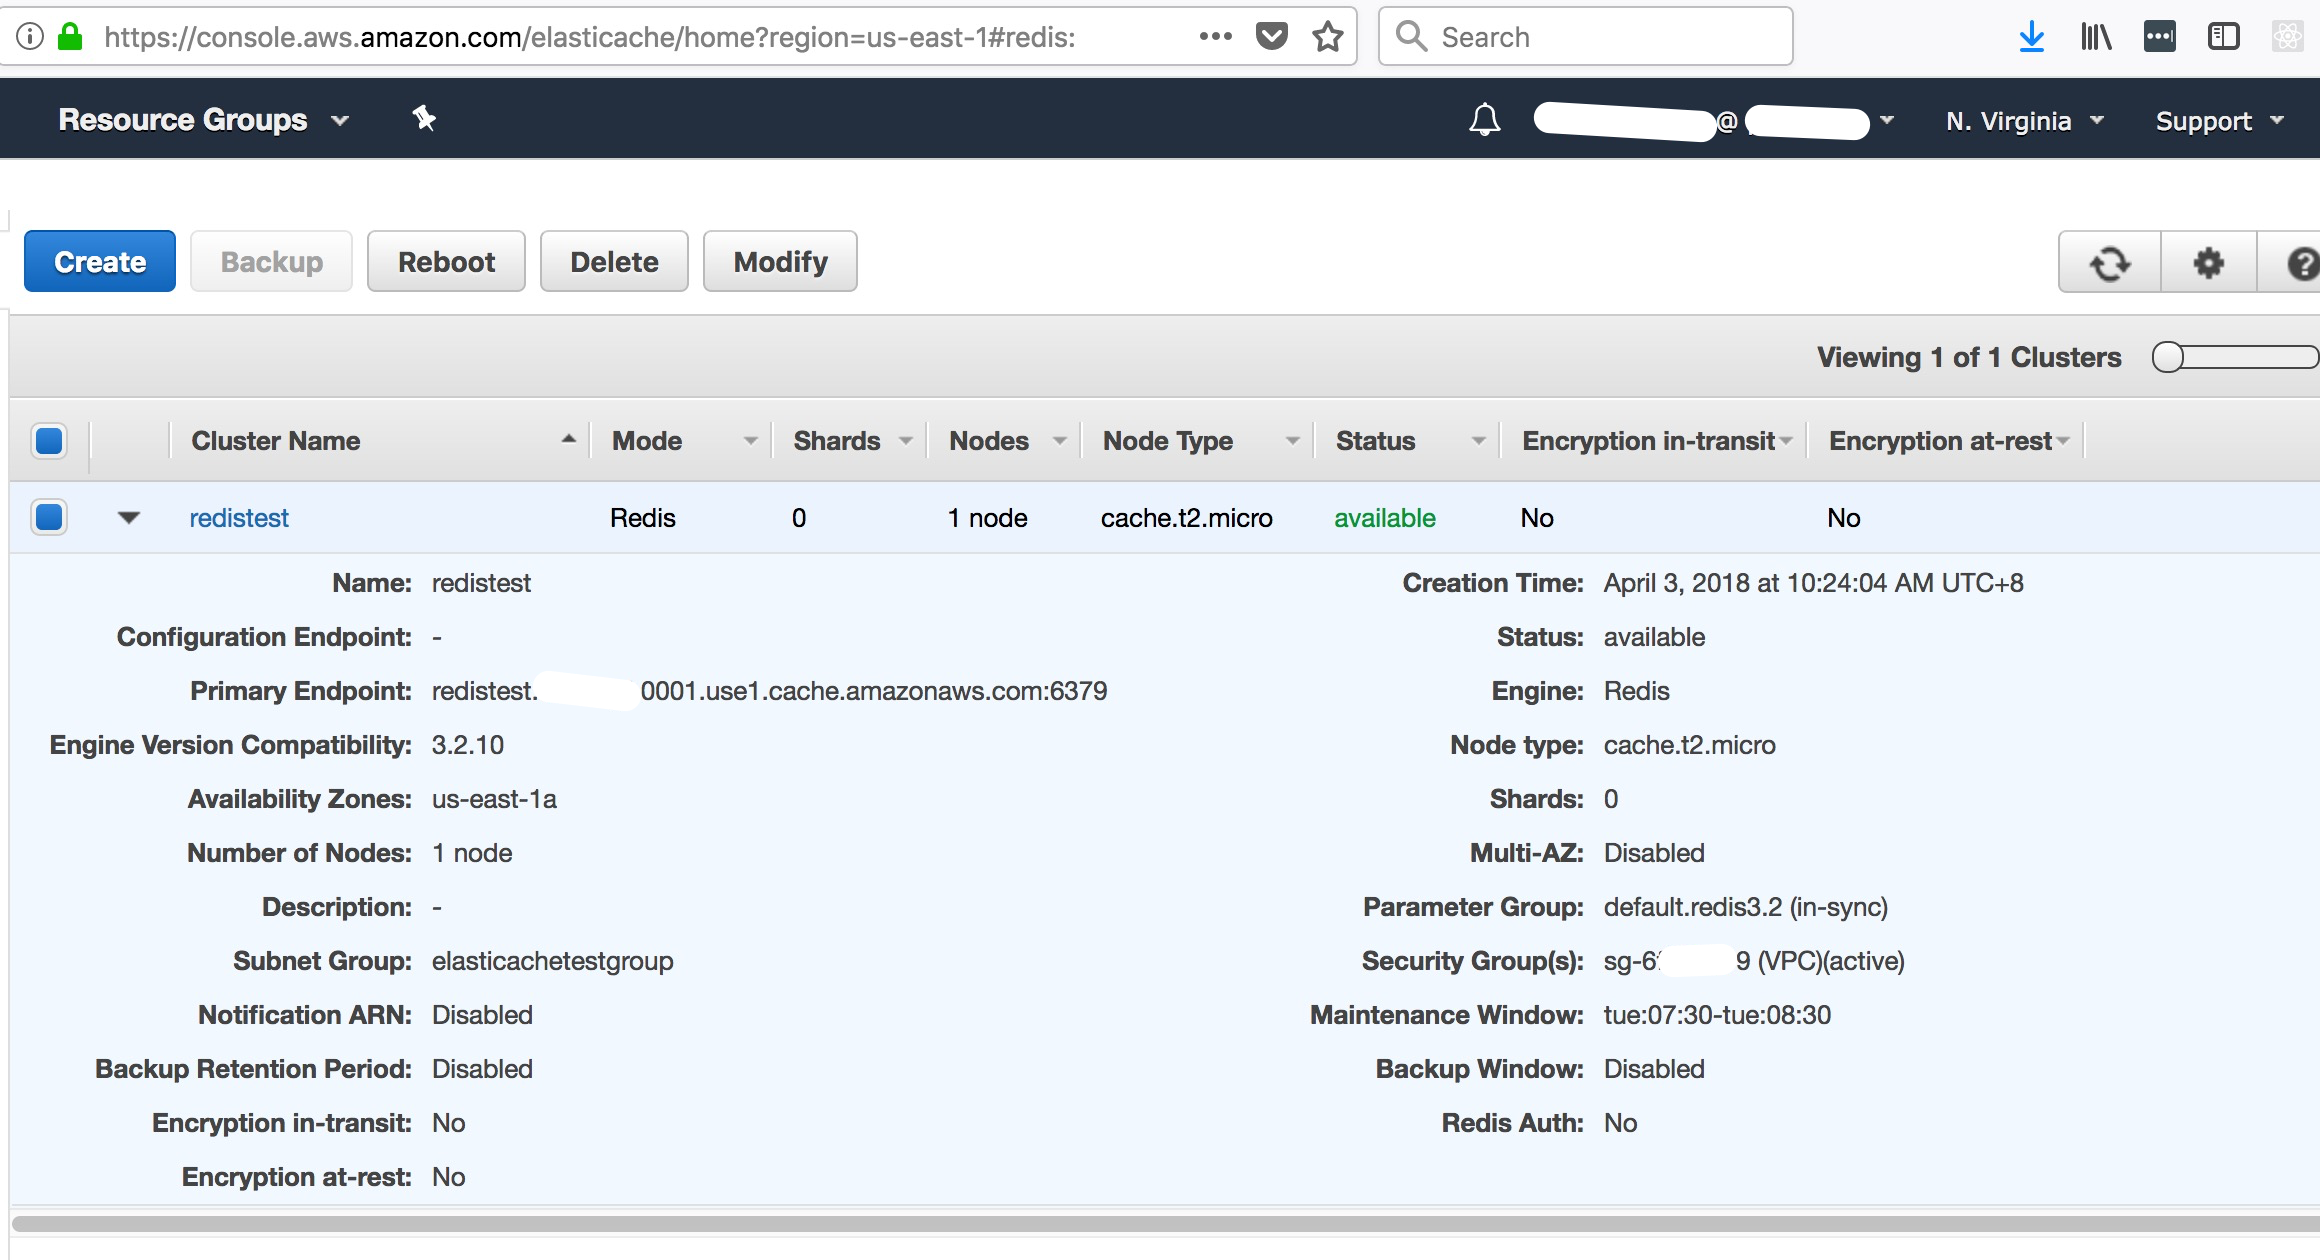 https://console.aws.amazon.com/elasticache/home?region=us-east-1#redis: Search
Resource Groups @ N. Virginia Support
Create Backup Reboot Delete Modify
Viewing 1 of 1 Clusters
Cluster Name Mode Shards Nodes Node Type Status Encryption in-transit Encryption at-rest
redistest Redis 0 1 node cache.t2.micro available No No
Name: redistest Creation Time: April 3, 2018 at 10:24:04 AM UTC+8
Configuration Endpoint: - Status: available
Primary Endpoint: redistest. 0001.use1.cache.amazonaws.com:6379 Engine: Redis
Engine Version Compatibility: 3.2.10 Node type: cache.t2.micro
Availability Zones: us-east-1a Shards: 0
Number of Nodes: 1 node Multi-AZ: Disabled
Description: - Parameter Group: default.redis3.2 (in-sync)
Subnet Group: elasticachetestgroup Security Group(s): sg-6 9 (VPC)(active)
Notification ARN: Disabled Maintenance Window: tue:07:30-tue:08:30
Backup Retention Period: Disabled Backup Window: Disabled
Encryption in-transit: No Redis Auth: No
Encryption at-rest: No